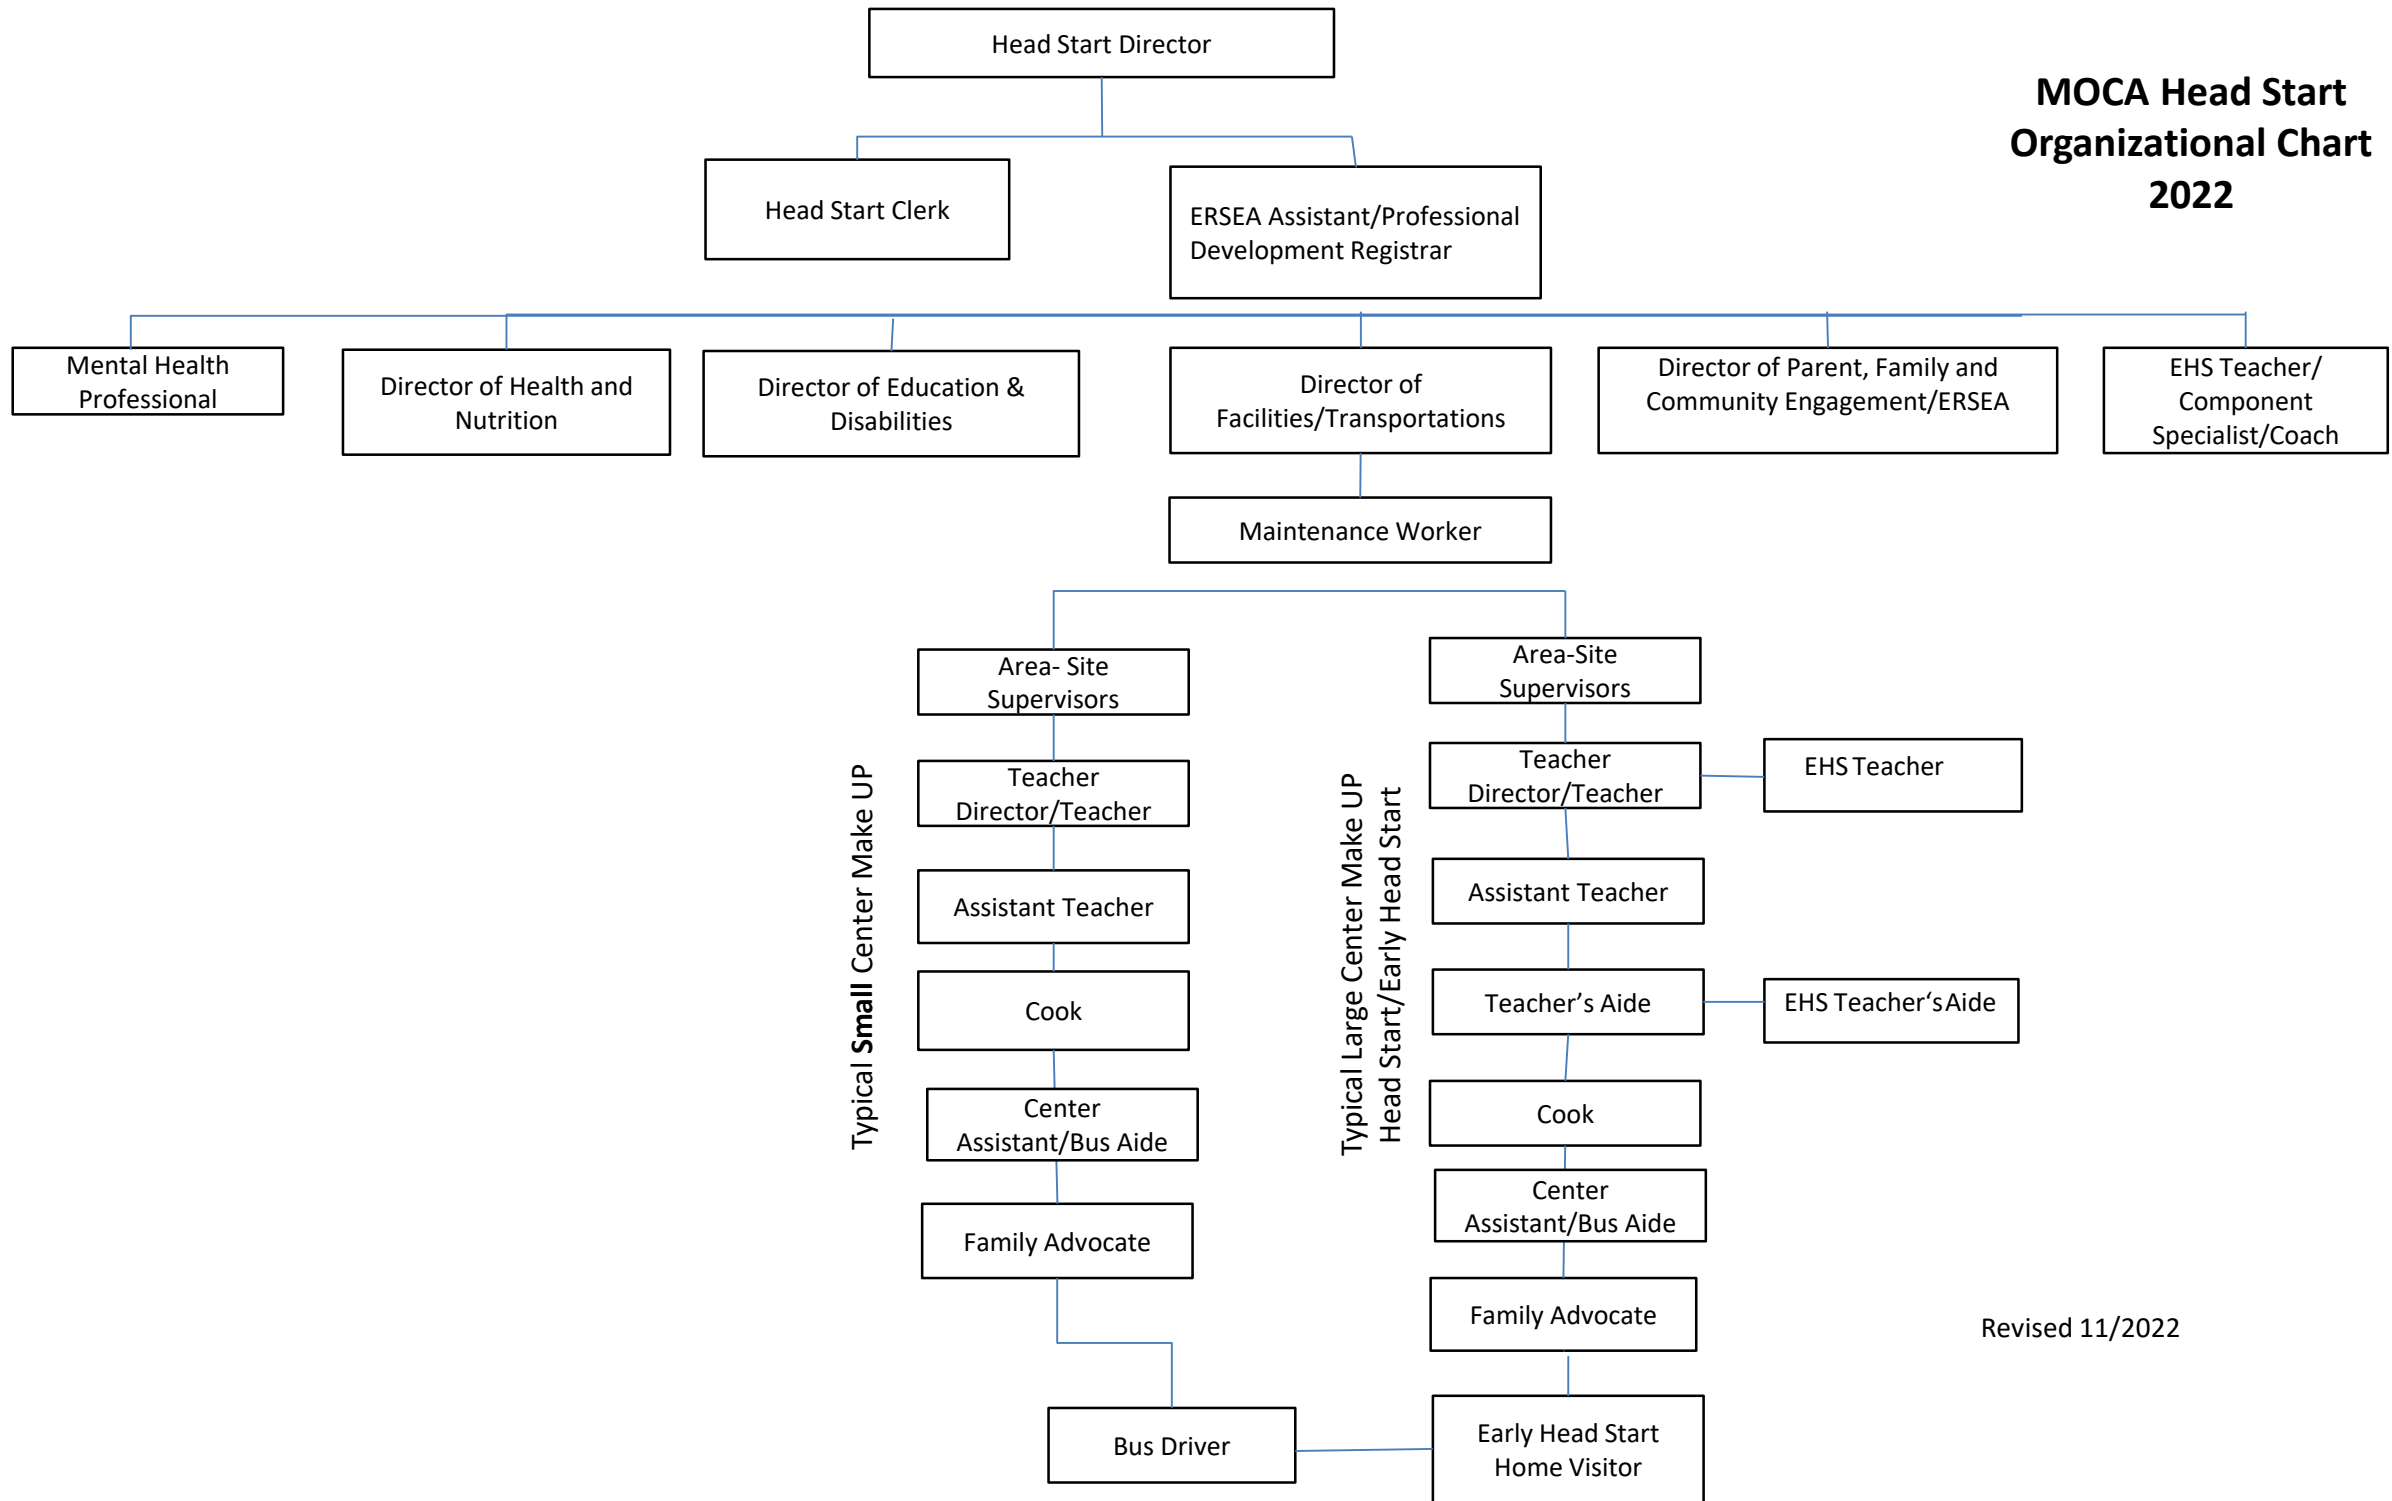 Head Start Director
MOCA Head Start
Organizational Chart
2022
Head Start Clerk
ERSEA Assistant/Professional
Development Registrar
Mental Health
Professional
Director of Health and
Nutrition
Director of Education &
Disabilities
Director of
Facilities/Transportations
Director of Parent, Family and
Community Engagement/ERSEA
EHS Teacher/
Component
Specialist/Coach
Maintenance Worker
Typical Small Center Make UP
Area- Site
Supervisors
Teacher
Director/Teacher
Assistant Teacher
Cook
Center
Assistant/Bus Aide
Family Advocate
Typical Large Center Make UP
Head Start/Early Head Start
Area-Site
Supervisors
Teacher
Director/Teacher
EHS Teacher
Assistant Teacher
Teacher’s Aide
EHS Teacher‘s Aide
Cook
Center
Assistant/Bus Aide
Family Advocate
Revised 11/2022
Bus Driver
Early Head Start
Home Visitor